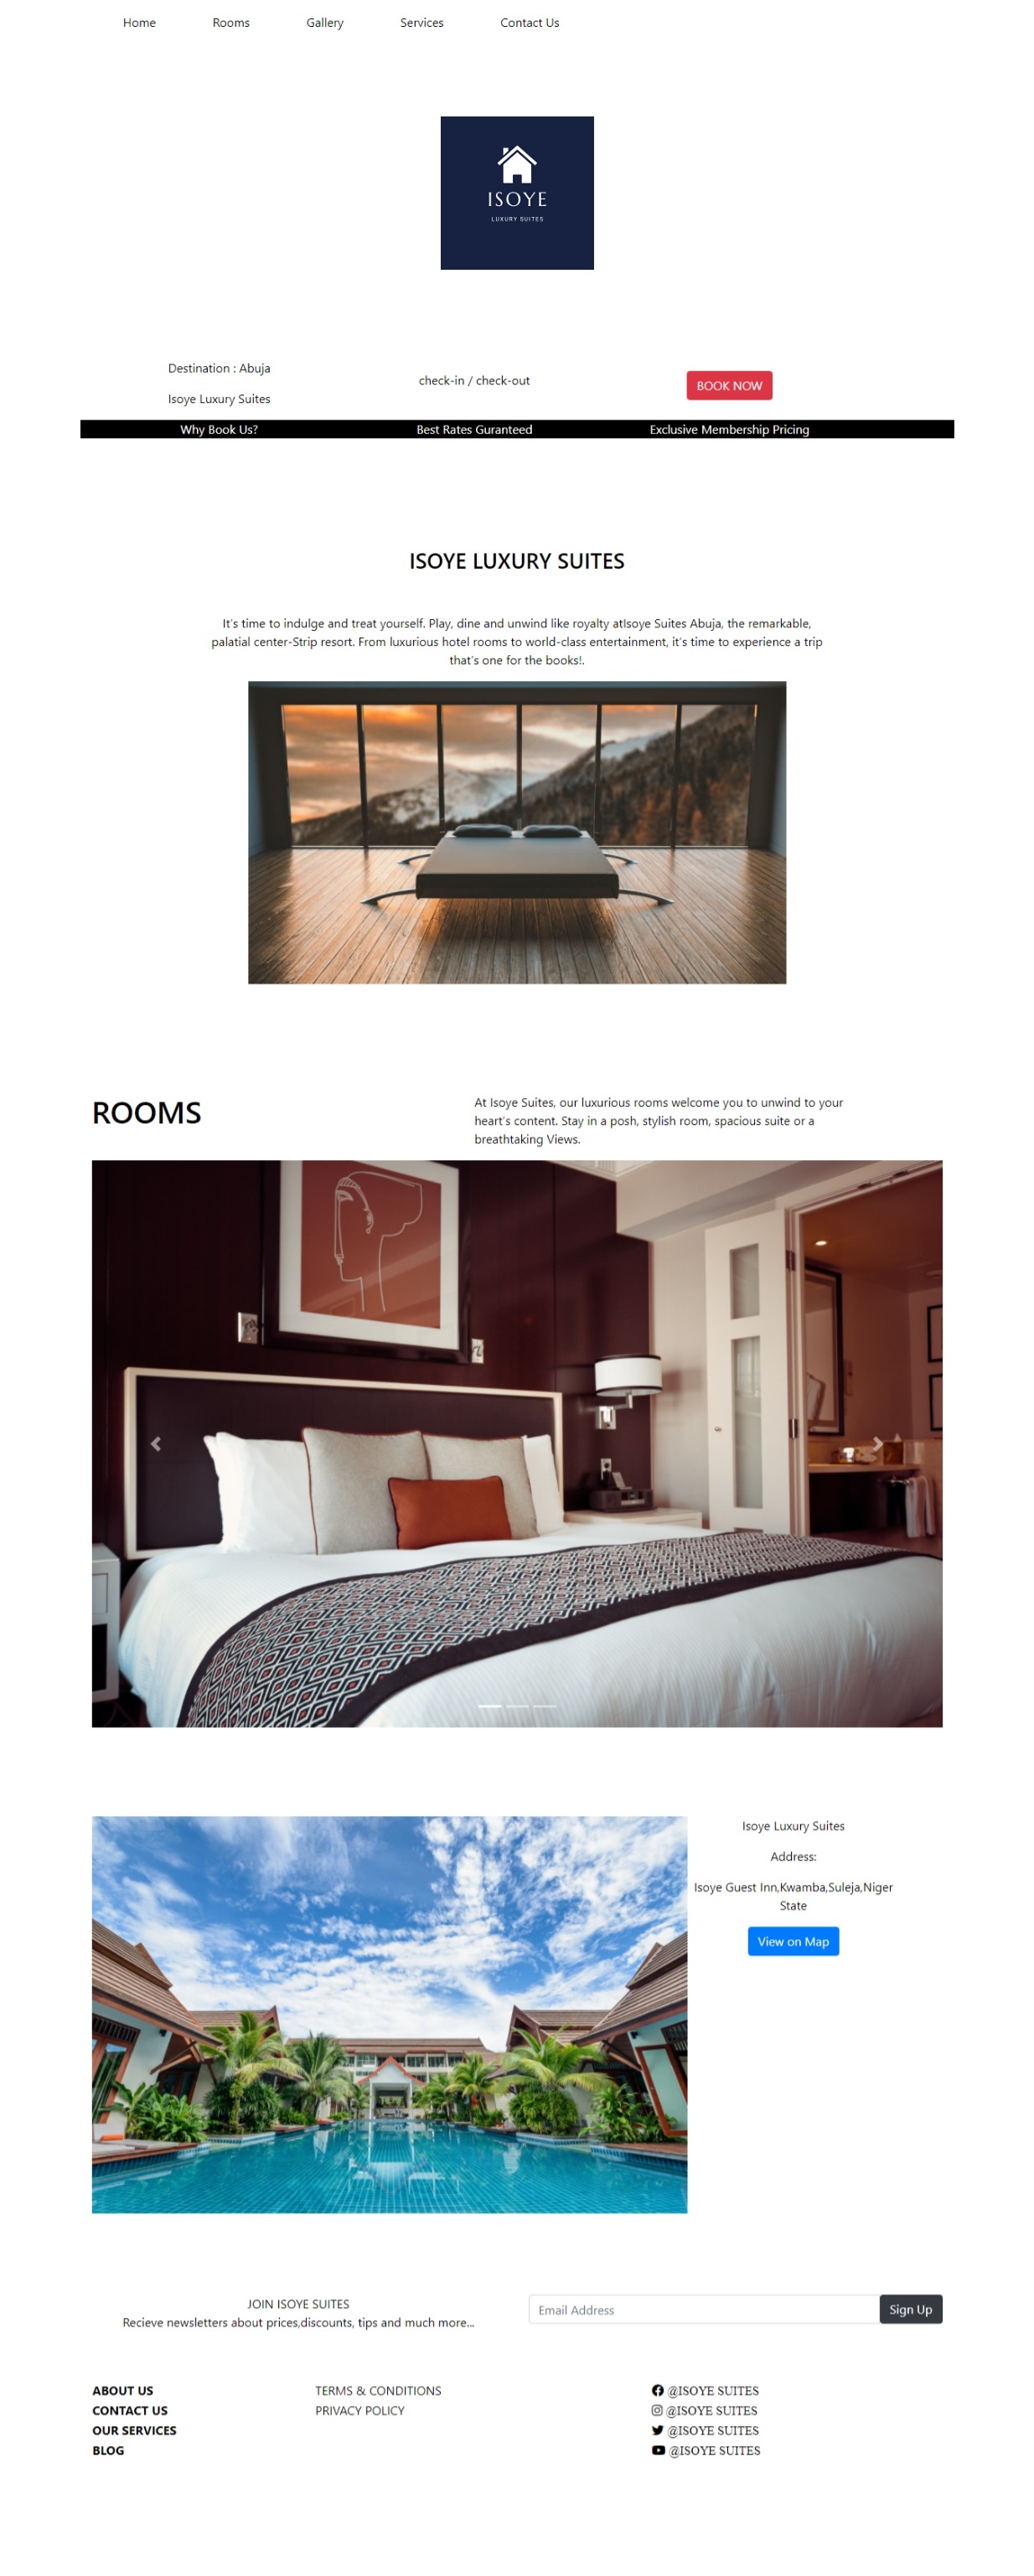 Home Rooms Gallery Services Contact Us
ISOYE
LUXURY SUITES
Destination : Abuja
Isoye Luxury Suites
check-in / check-out
BOOK NOW
Why Book Us? Best Rates Guranteed Exclusive Membership Pricing
ISOYE LUXURY SUITES
It's time to indulge and treat yourself. Play, dine and unwind like royalty atIsoye Suites Abuja, the remarkable,
palatial center-Strip resort. From luxurious hotel rooms to world-class entertainment, it's time to experience a trip
that's one for the books!.
ROOMS
At Isoye Suites, our luxurious rooms welcome you to unwind to your
heart's content. Stay in a posh, stylish room, spacious suite or a
breathtaking Views.
Isoye Luxury Suites
Address:
Isoye Guest Inn,Kwamba,Suleja,Niger
State
View on Map
JOIN ISOYE SUITES
Recieve newsletters about prices,discounts, tips and much more...
Email Address
Sign Up
ABOUT US
CONTACT US
OUR SERVICES
BLOG
TERMS & CONDITIONS
PRIVACY POLICY
@ISOYE SUITES
@ISOYE SUITES
@ISOYE SUITES
@ISOYE SUITES